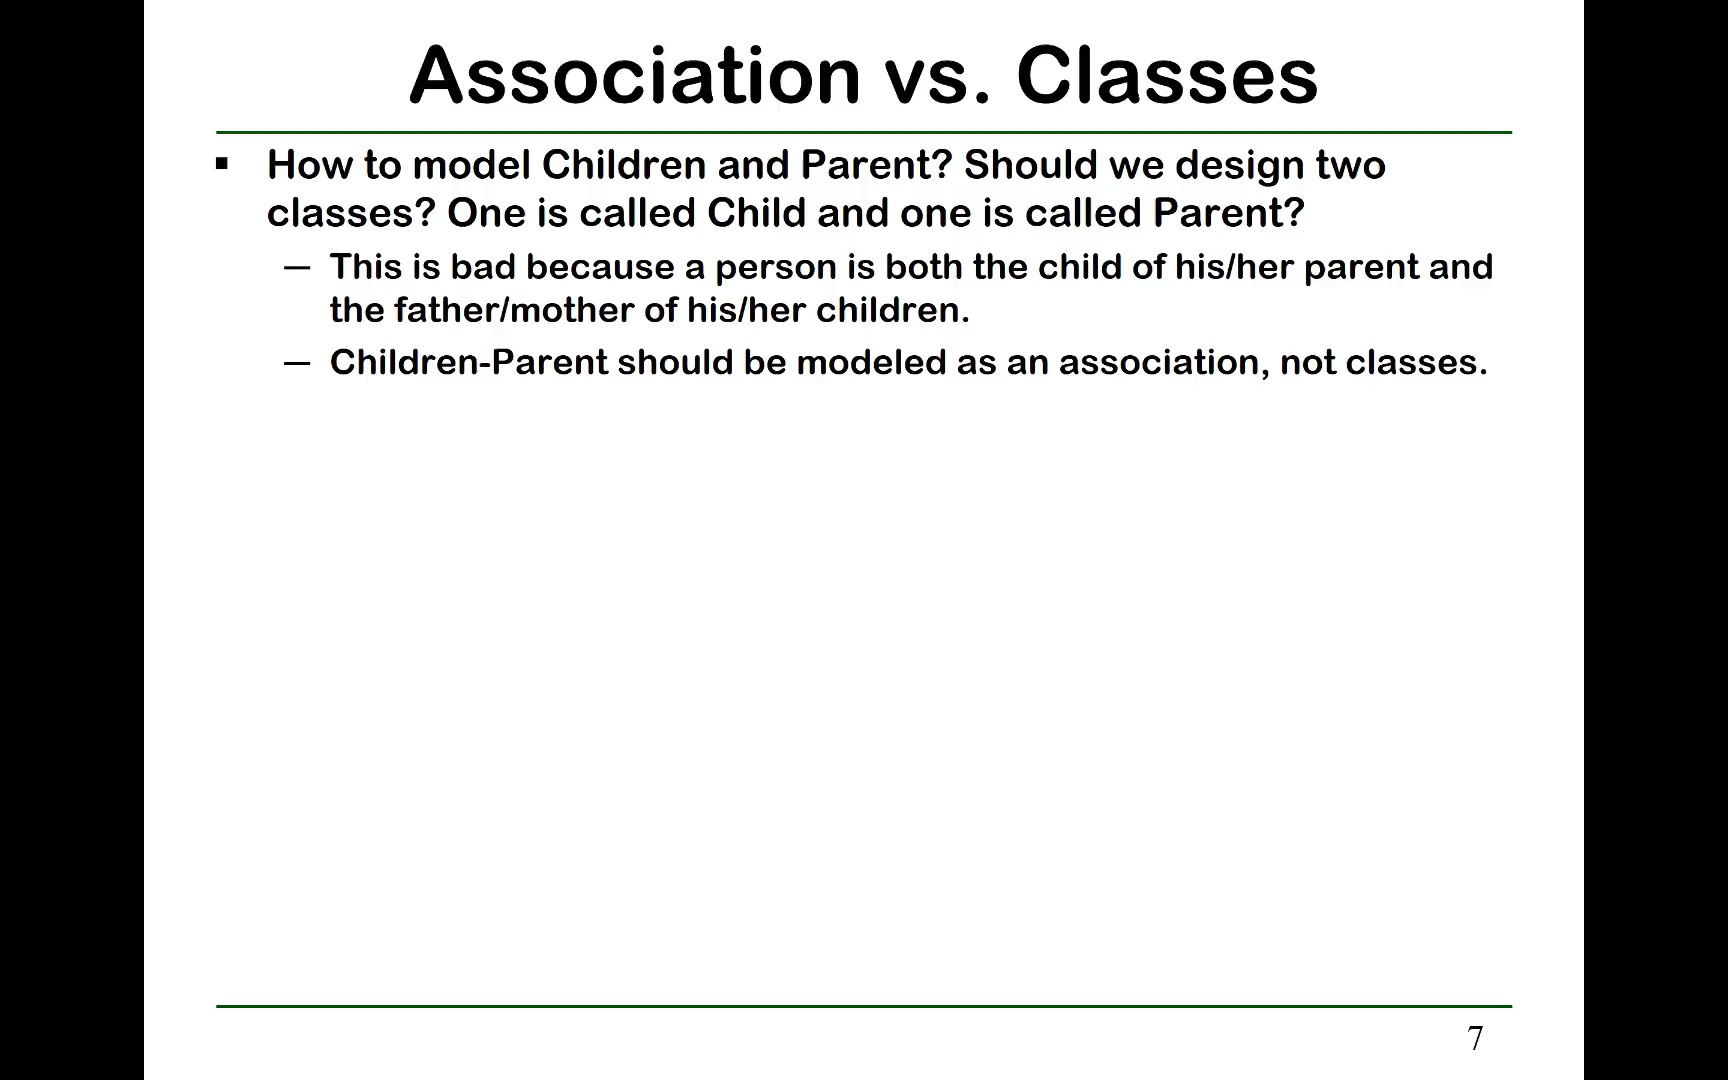 Association vs. Classes
▪ How to model Children and Parent? Should we design two
classes? One is called Child and one is called Parent?
— This is bad because a person is both the child of his/her parent and
the father/mother of his/her children.
— Children-Parent should be modeled as an association, not classes.
7